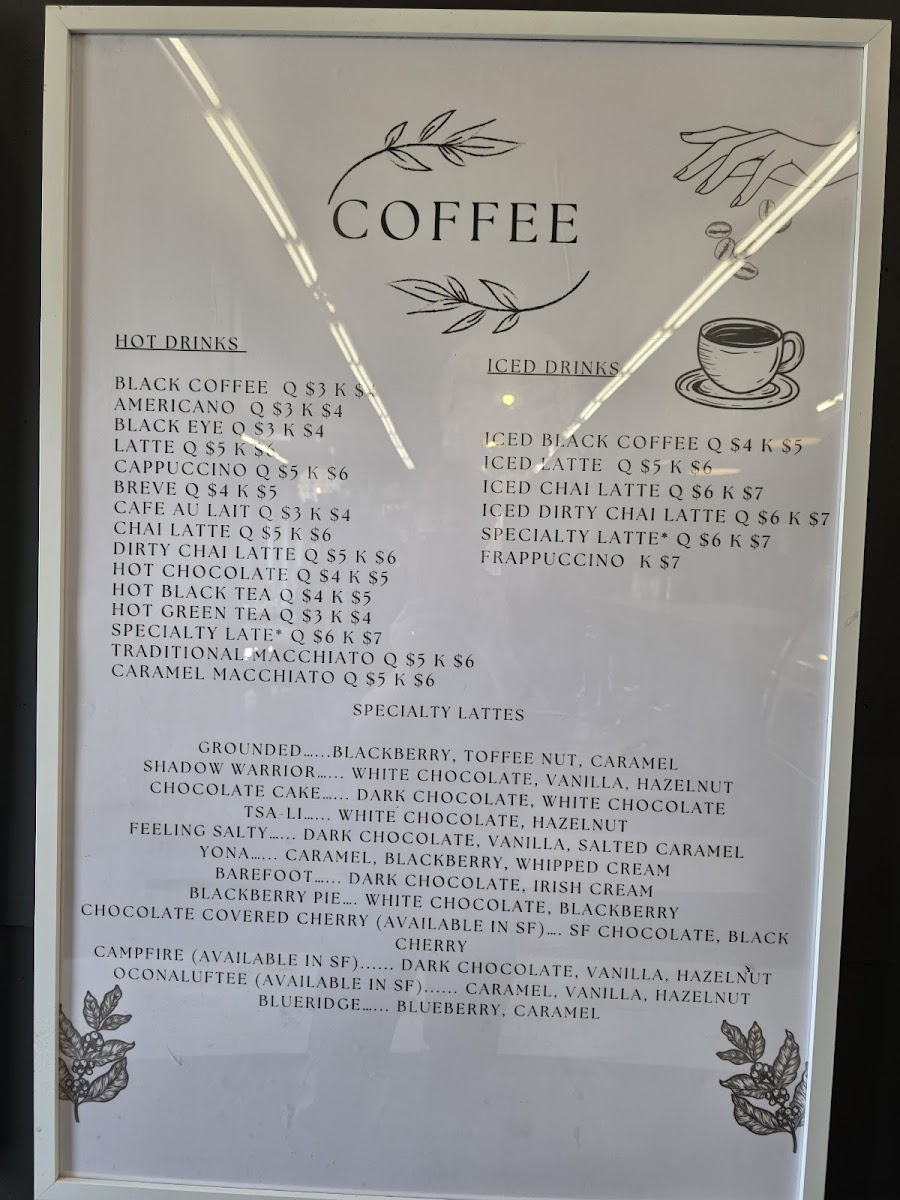 COFFEE
HOT DRINKS
BLACK COFFEE Q $3 K $4
AMERICANO Q $3 K $4
BLACK EYE Q $3 K $4
LATTE Q $5 K $6
CAPPUCCINO Q $5 K $6
BREVE Q $4 K $5
CAFE AU LAIT Q $3 K $4
CHAI LATTE Q $5 K $6
DIRTY CHAI LATTE Q $5 K $6
HOT CHOCOLATE Q $4 K $5
HOT BLACK TEA Q $4 K $5
HOT GREEN TEA Q $3 K $4
SPECIALTY LATE* Q $6 K $7
TRADITIONAL MACCHIATO Q $5 K $6
CARAMEL MACCHIATO Q $5 K $6
ICED DRINKS
ICED BLACK COFFEE Q $4 K $5
ICED LATTE Q $5 K $6
ICED CHAI LATTE Q $6 K $7
ICED DIRTY CHAI LATTE Q $6 K $7
SPECIALTY LATTE* Q $6 K $7
FRAPPUCCINO K $7
SPECIALTY LATTES
GROUNDED......BLACKBERRY, TOFFEE NUT, CARAMEL
SHADOW WARRIOR...... WHITE CHOCOLATE, VANILLA, HAZELNUT
CHOCOLATE CAKE...... DARK CHOCOLATE, WHITE CHOCOLATE
TSA-LI...... WHITE CHOCOLATE, HAZELNUT
FEELING SALTY...... DARK CHOCOLATE, VANILLA, SALTED CARAMEL
YONA...... CARAMEL, BLACKBERRY, WHIPPED CREAM
BAREFOOT...... DARK CHOCOLATE, IRISH CREAM
BLACKBERRY PIE.... WHITE CHOCOLATE, BLACKBERRY
CHOCOLATE COVERED CHERRY (AVAILABLE IN SF).... SF CHOCOLATE, BLACK
CHERRY
CAMPFIRE (AVAILABLE IN SF)...... DARK CHOCOLATE, VANILLA, HAZELNUT
OCONALUFTEE (AVAILABLE IN SF)...... CARAMEL, VANILLA, HAZELNUT
BLUERIDGE...... BLUEBERRY, CARAMEL